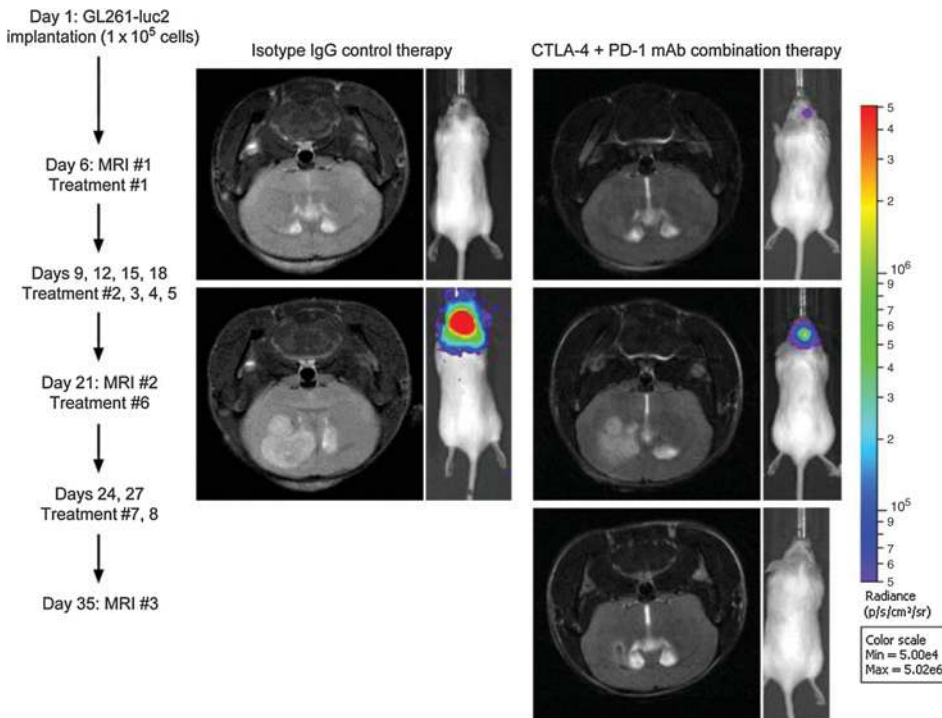 Day 1: GL261-luc2
implantation (1 x 10⁵ cells)
Day 6: MRI #1
Treatment #1
Days 9, 12, 15, 18
Treatment #2, 3, 4, 5
Day 21: MRI #2
Treatment #6
Days 24, 27
Treatment #7, 8
Day 35: MRI #3
Isotype IgG control therapy
CTLA-4 + PD-1 mAb combination therapy
5
4
3
2
10⁶
9
8
7
6
5
4
3
2
10⁵
9
8
7
6
5
Radiance
(p/s/cm²/sr)
Color scale
Min = 5.00e4
Max = 5.02e6